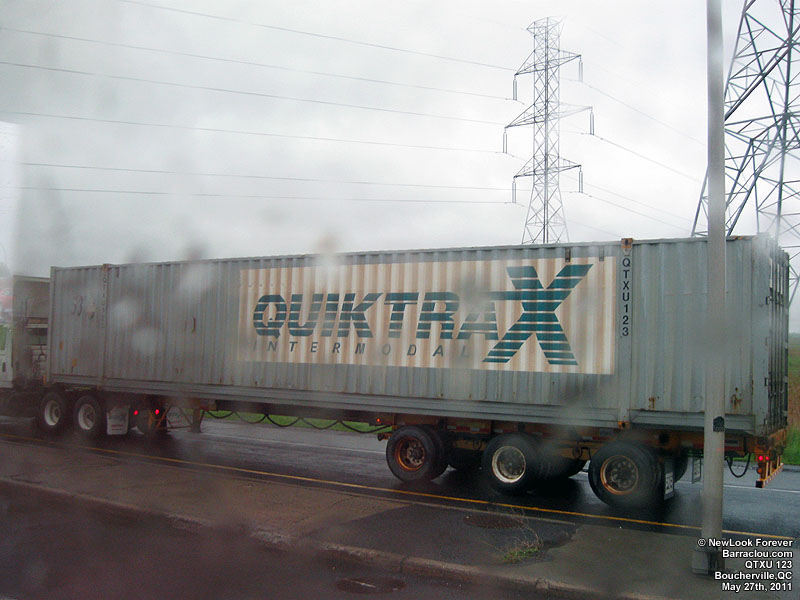 QUIKTRAX
INTERMODAL
QTXU 123
© NewLook Forever
Barraclou.com
QTXU 123
Boucherville,QC
May 27th, 2011